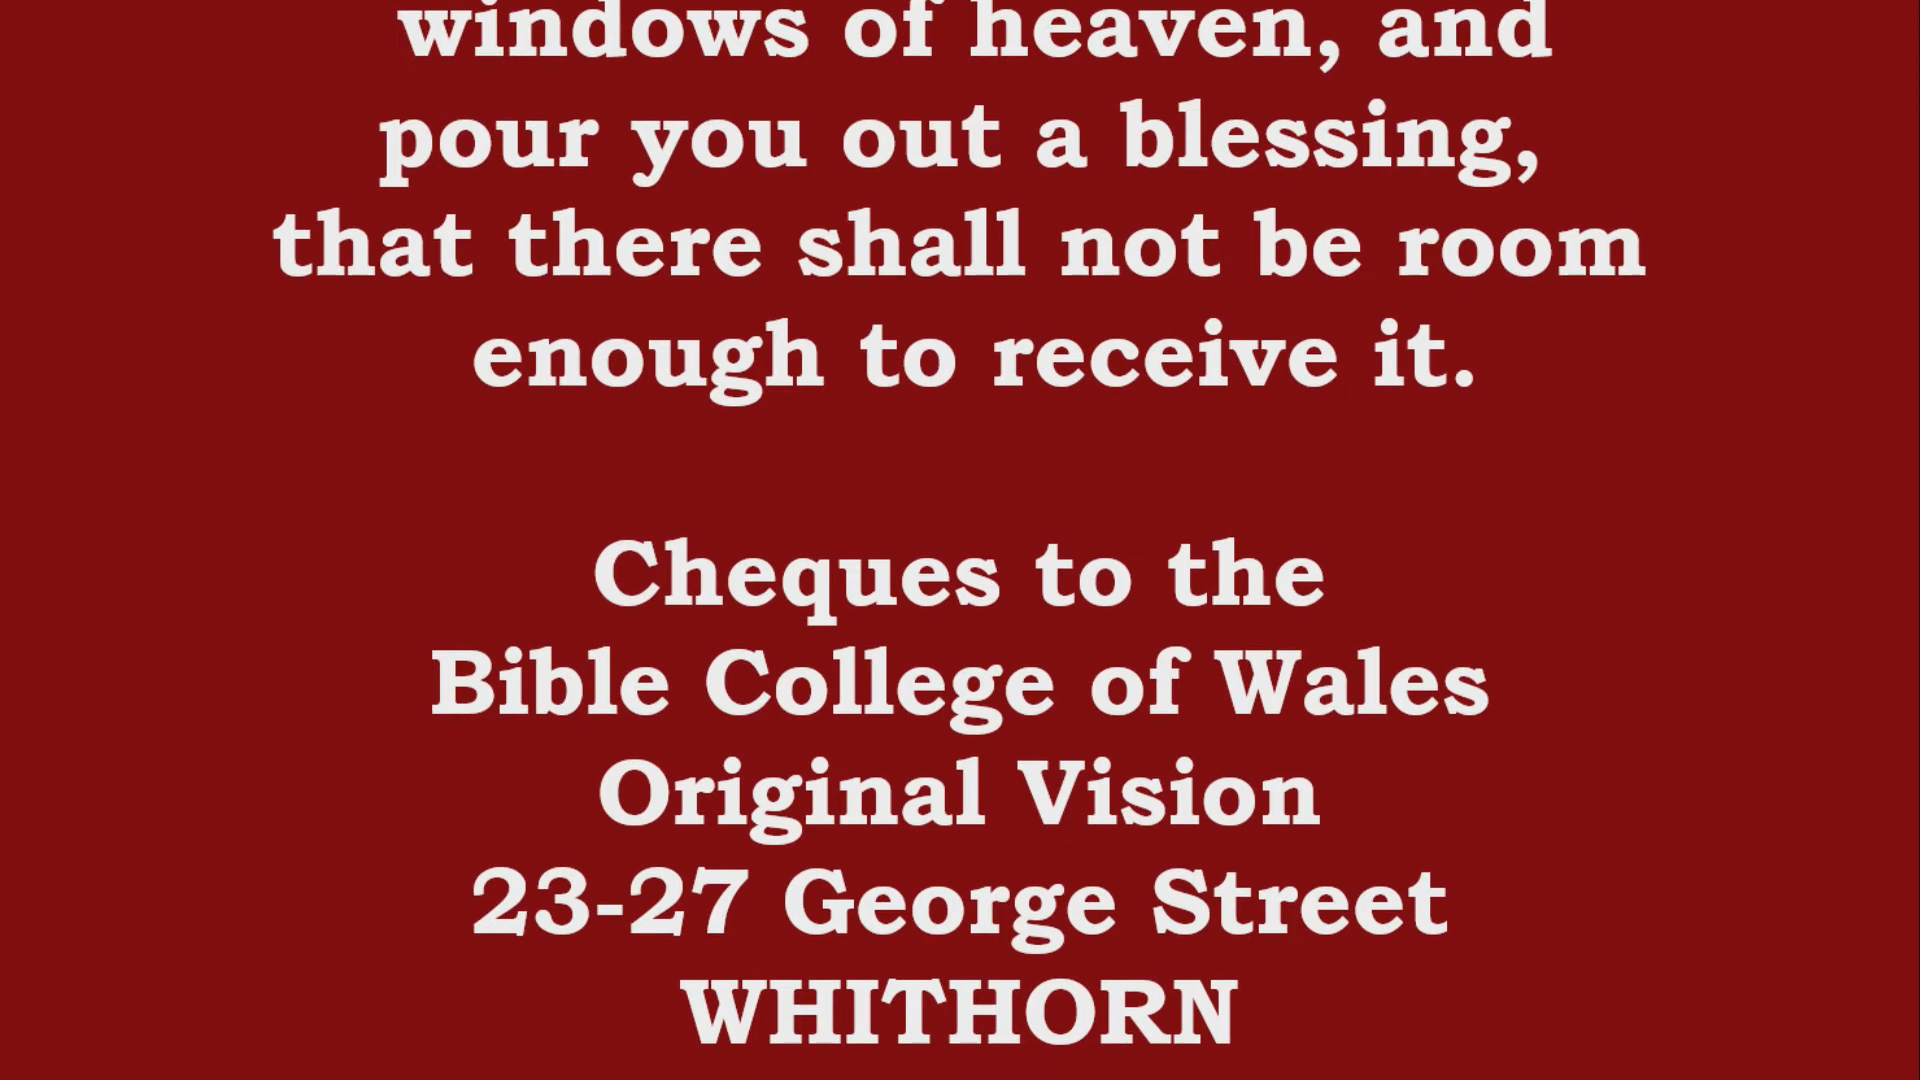 windows of heaven, and
pour you out a blessing,
that there shall not be room
enough to receive it.
Cheques to the
Bible College of Wales
Original Vision
23-27 George Street
WHITHORN